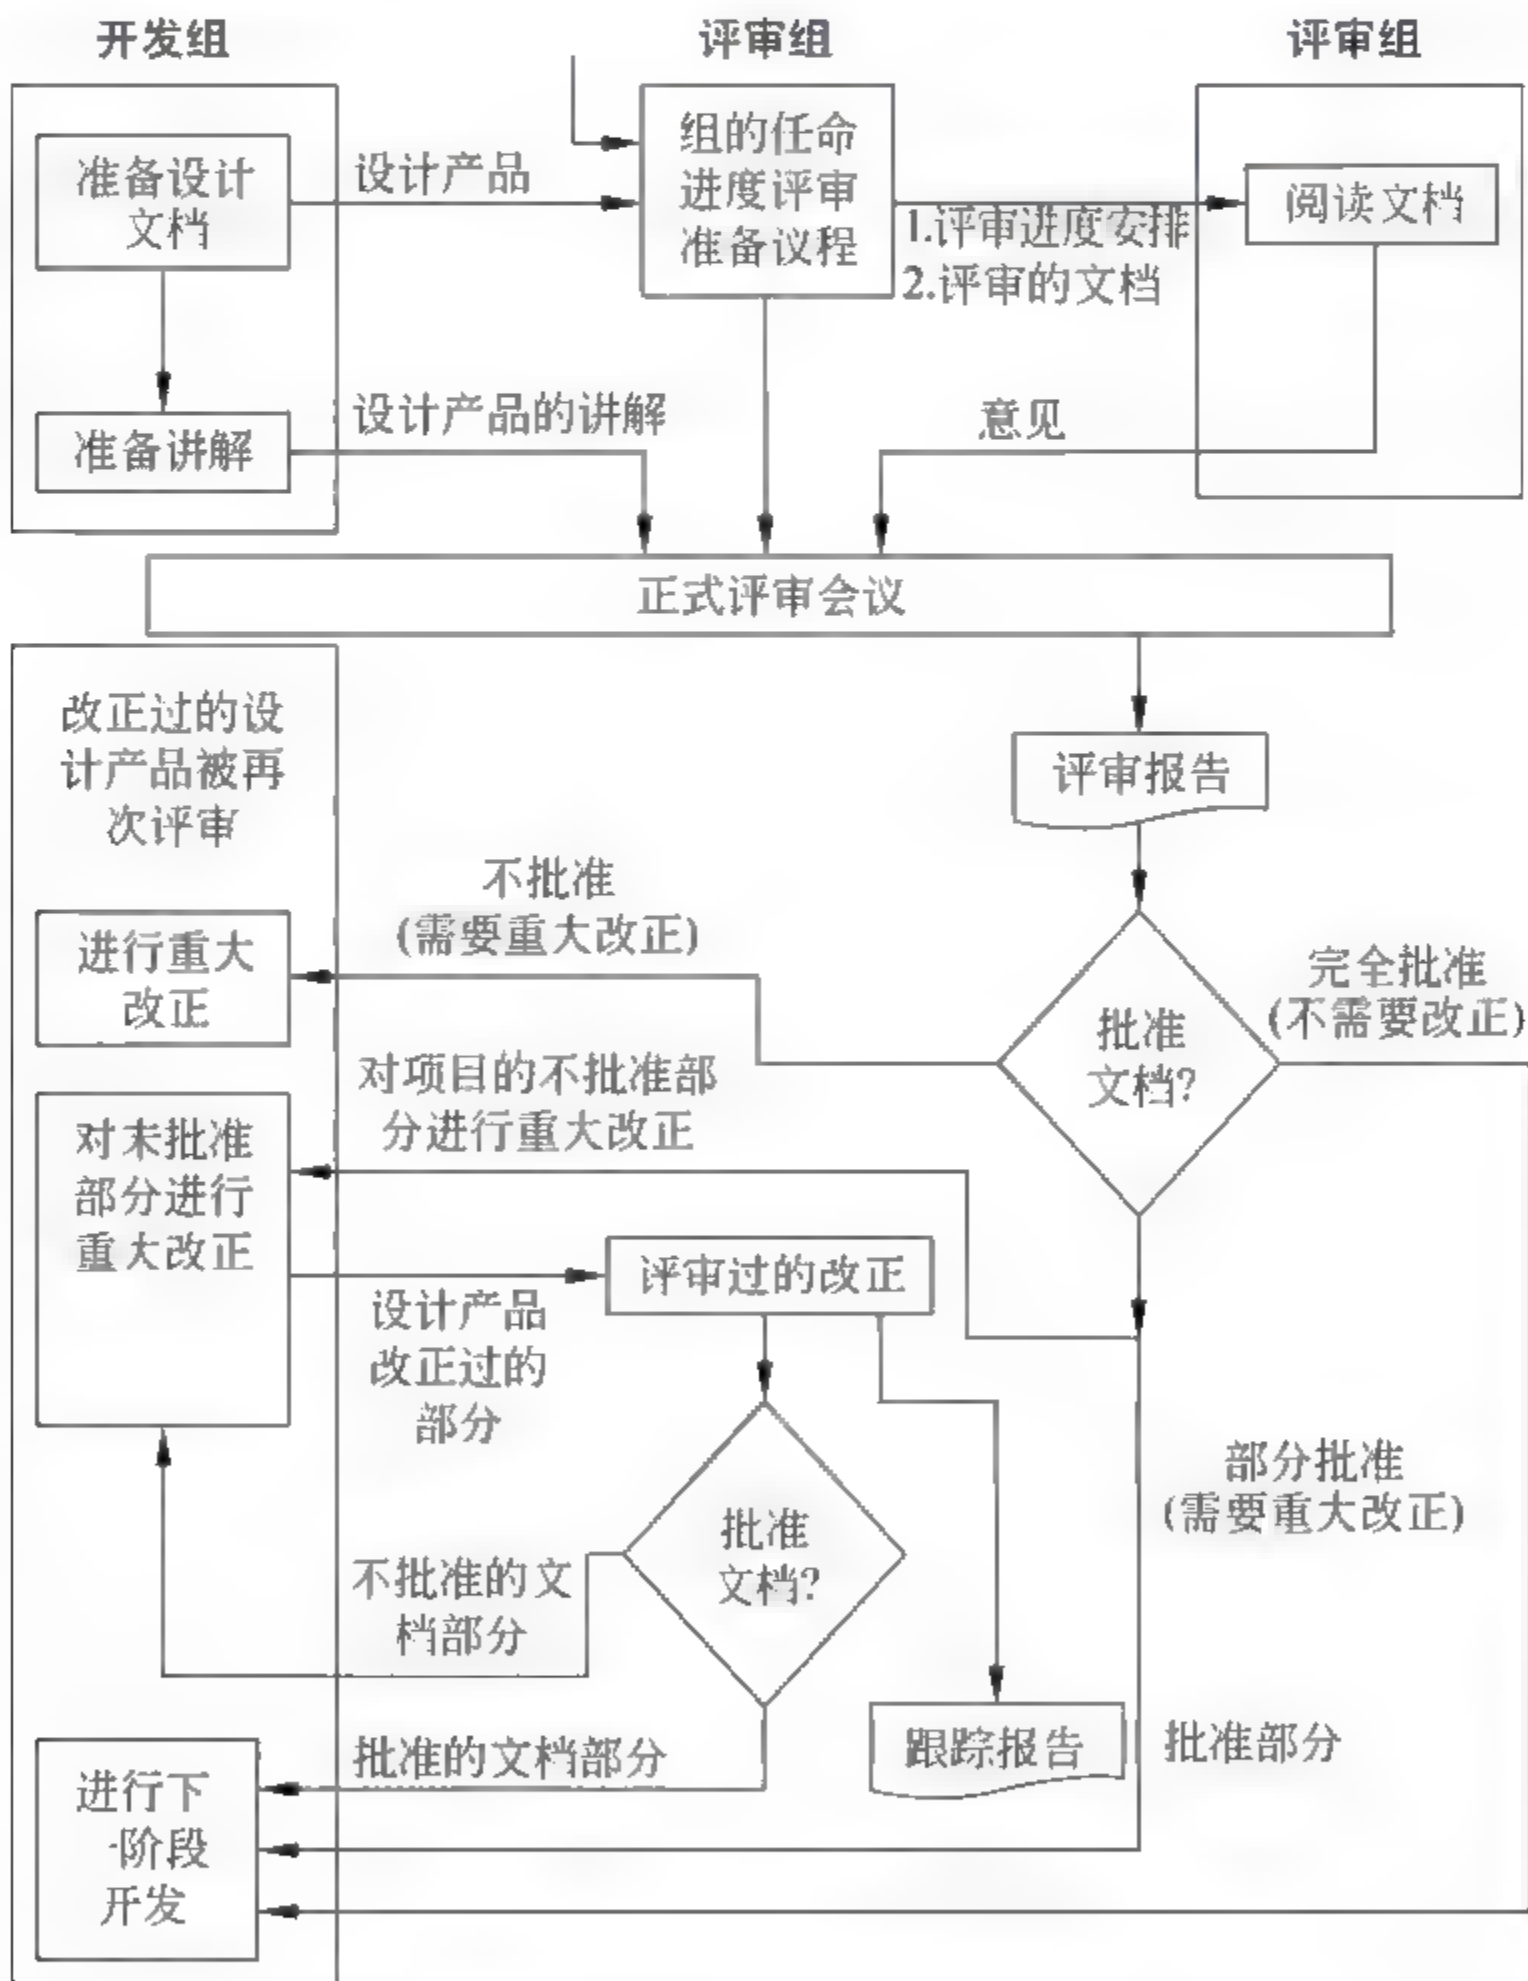 开发组
评审组
评审组
准备设计
文档
设计产品
组的任命
进度评审
准备议程
1.评审进度安排
2.评审的文档
阅读文档
准备讲解
设计产品的讲解
意见
正式评审会议
改正过的设
计产品被再
次评审
评审报告
不批准
(需要重大改正)
进行重大
改正
批准
文档?
完全批准
(不需要改正)
对项目的不批准部
分进行重大改正
对未批准
部分进行
重大改正
评审过的改正
设计产品
改正过的
部分
部分批准
(需要重大改正)
批准
文档?
不批准的文
档部分
批准的文档部分
跟踪报告
批准部分
进行下
一阶段
开发